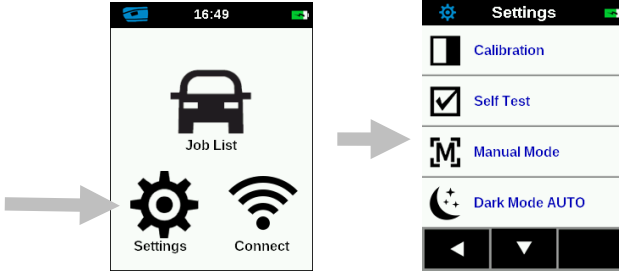 16:49
Job List
Settings
Connect
Settings
Calibration
Self Test
Manual Mode
Dark Mode AUTO